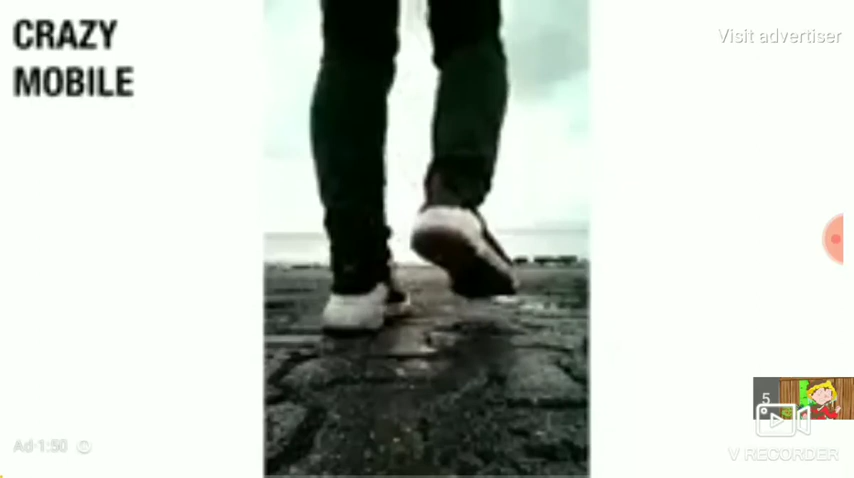 CRAZY
MOBILE
Visit advertiser
5
Ad·1:50
V RECORDER